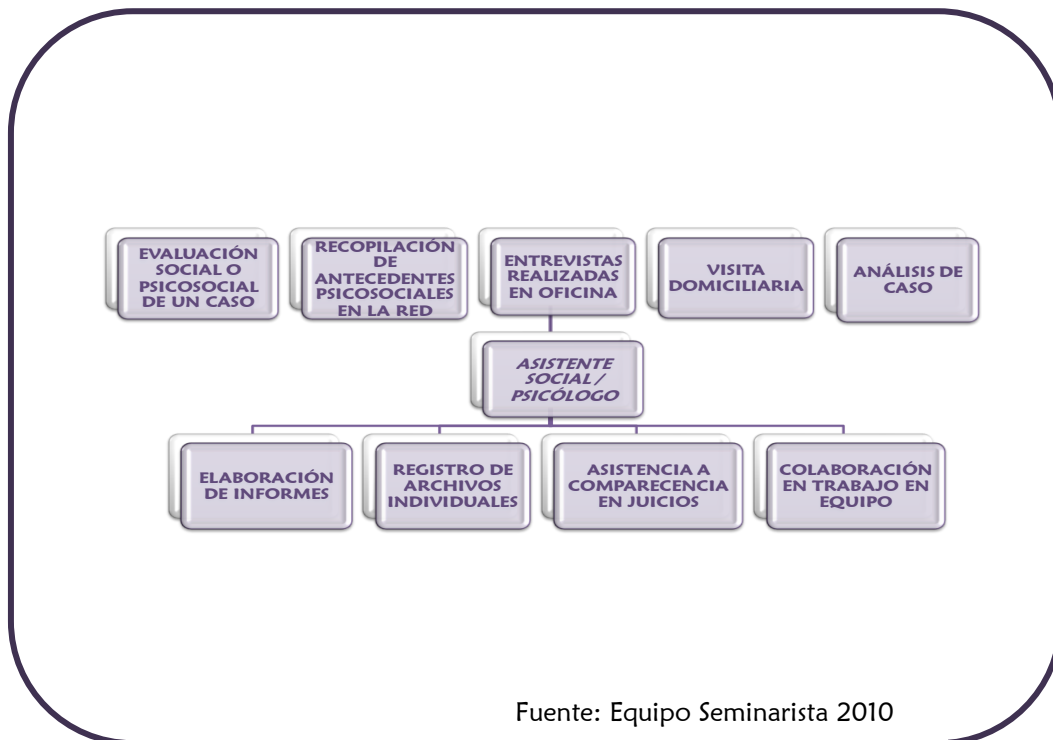 EVALUACIÓN
SOCIAL O
PSICOSOCIAL
DE UN CASO
RECOPILACIÓN
DE
ANTECEDENTES
PSICOSOCIALES
EN LA RED
ENTREVISTAS
REALIZADAS
EN OFICINA
VISITA
DOMICILIARIA
ANÁLISIS DE
CASO
ASISTENTE
SOCIAL /
PSICÓLOGO
ELABORACIÓN
DE INFORMES
REGISTRO DE
ARCHIVOS
INDIVIDUALES
ASISTENCIA A
COMPARECENCIA
EN JUICIOS
COLABORACIÓN
EN TRABAJO EN
EQUIPO
Fuente: Equipo Seminarista 2010